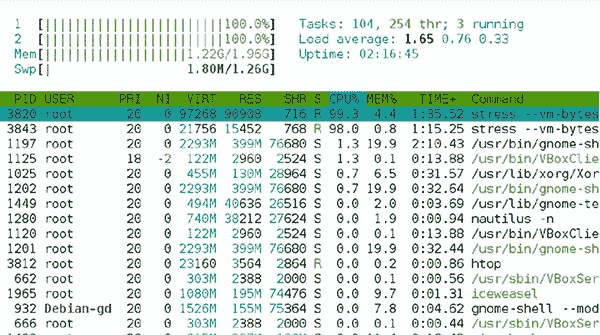 1 [||||||||||||||||||||||||100.0%] Tasks: 104, 254 thr; 3 running
2 [||||||||||||||||||||||||100.0%] Load average: 1.65 0.76 0.33
Mem[|||||||||||||||||||1.22G/1.96G] Uptime: 02:16:45
Swp[| 1.80M/1.26G]
PID USER PRI NI VIRT RES SHR S CPU% MEM% TIME+ Command
3820 root 20 0 97268 90908 716 R 99.3 4.4 1:35.52 stress --vm-bytes
3843 root 20 0 21756 15452 768 R 98.0 0.8 1:15.25 stress --vm-bytes
1197 root 20 0 2293M 399M 76680 S 1.3 19.9 2:10.43 /usr/bin/gnome-sh
1125 root 18 -2 122M 2960 2524 S 1.3 0.1 0:13.88 /usr/bin/VBoxClie
1025 root 20 0 455M 130M 28964 S 0.7 6.5 0:31.57 /usr/lib/xorg/Xor
1202 root 20 0 2293M 399M 76680 S 0.7 19.9 0:32.64 /usr/bin/gnome-sh
1449 root 20 0 494M 40636 26516 S 0.0 2.0 0:03.69 /usr/lib/gnome-te
1280 root 20 0 740M 38212 27624 S 0.0 1.9 0:00.94 nautilus -n
1120 root 20 0 122M 2960 2524 S 0.0 0.1 0:13.88 /usr/bin/VBoxClie
1201 root 20 0 2293M 399M 76680 S 0.0 19.9 0:32.44 /usr/bin/gnome-sh
3812 root 20 0 23160 3564 2864 R 0.0 0.2 0:00.86 htop
662 root 20 0 303M 2388 2000 S 0.0 0.1 0:00.56 /usr/sbin/VBoxSer
1965 root 20 0 1080M 195M 74476 S 0.0 9.7 0:01.31 iceweasel
932 Debian-gd 20 0 1526M 155M 75364 S 0.0 7.8 0:04.62 gnome-shell --mod
666 root 20 0 303M 2388 2000 S 0.0 0.1 0:00.44 /usr/sbin/VBoxSer